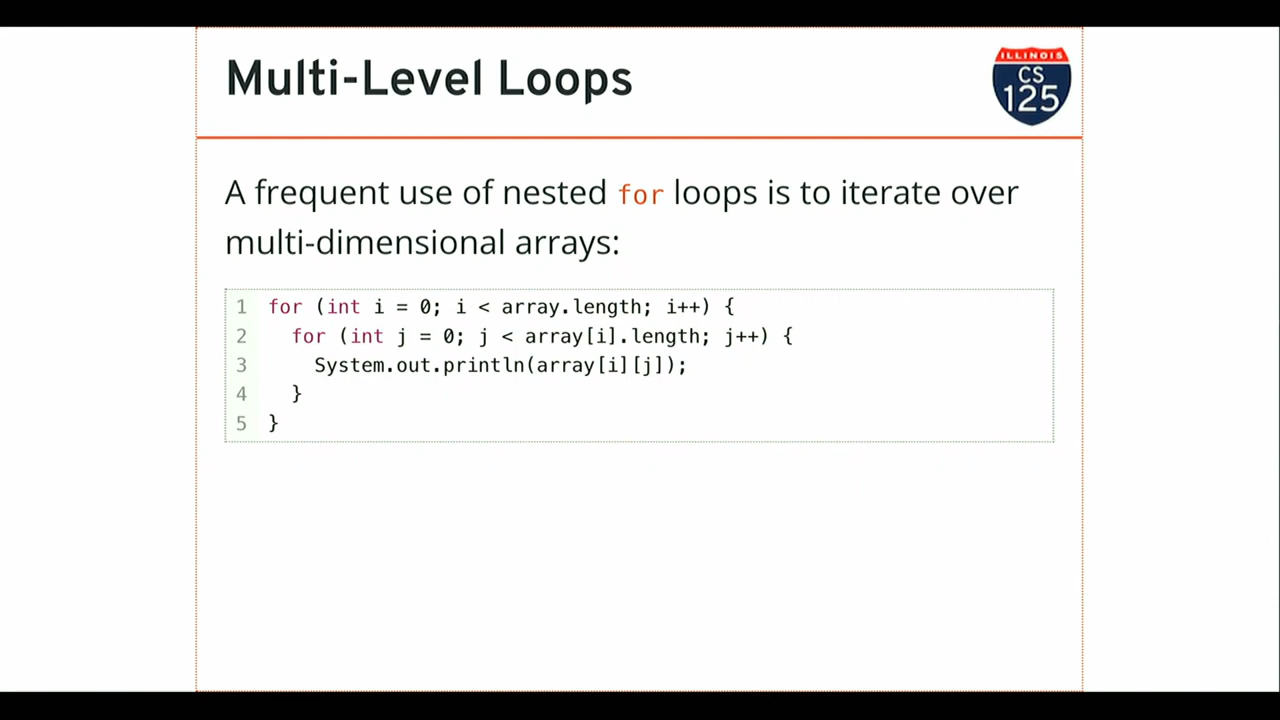 Multi-Level Loops
ILLINOIS
CS
125
A frequent use of nested for loops is to iterate over
multi-dimensional arrays:
1 for (int i = 0; i < array.length; i++) {
2   for (int j = 0; j < array[i].length; j++) {
3     System.out.println(array[i][j]);
4   }
5 }